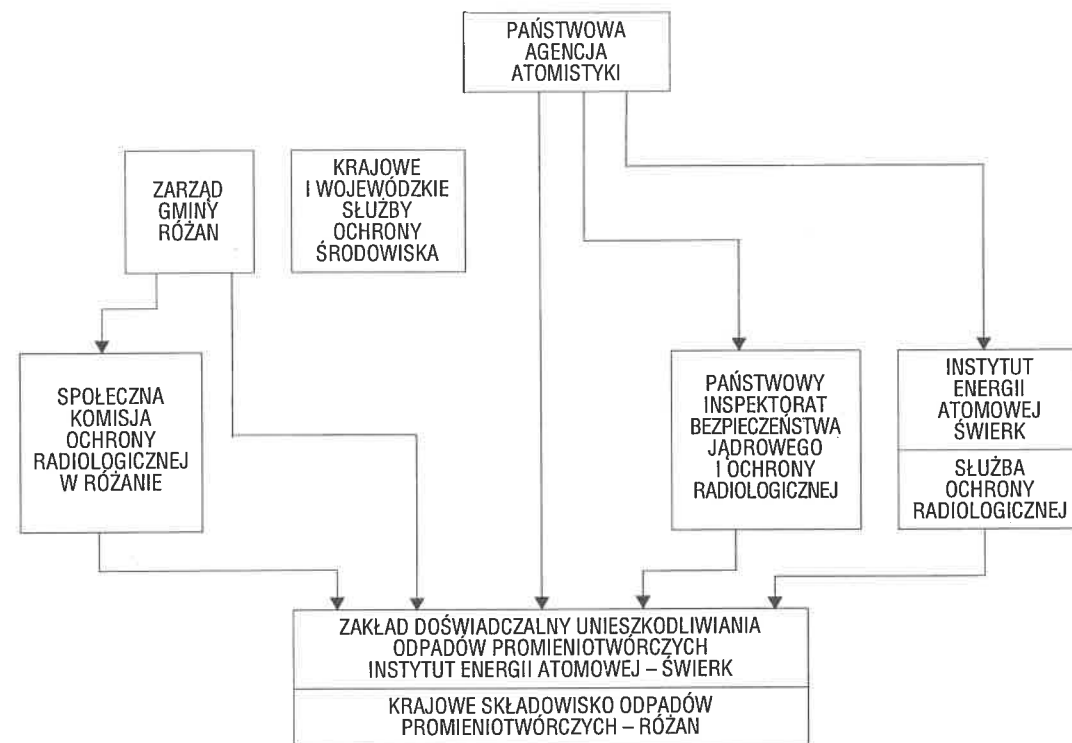 PAŃSTWOWA
AGENCJA
ATOMISTYKI
ZARZĄD
GMINY
RÓŻAN
KRAJOWE
I WOJEWÓDZKIE
SŁUŻBY
OCHRONY
ŚRODOWISKA
SPOŁECZNA
KOMISJA
OCHRONY
RADIOLOGICZNEJ
W RÓŻANIE
PAŃSTWOWY
INSPEKTORAT
BEZPIECZEŃSTWA
JĄDROWEGO
I OCHRONY
RADIOLOGICZNEJ
INSTYTUT
ENERGII
ATOMOWEJ
ŚWIERK
SŁUŻBA
OCHRONY
RADIOLOGICZNEJ
ZAKŁAD DOŚWIADCZALNY UNIESZKODLIWIANIA
ODPADÓW PROMIENIOTWÓRCZYCH
INSTYTUT ENERGII ATOMOWEJ – ŚWIERK
KRAJOWE SKŁADOWISKO ODPADÓW
PROMIENIOTWÓRCZYCH – RÓŻAN